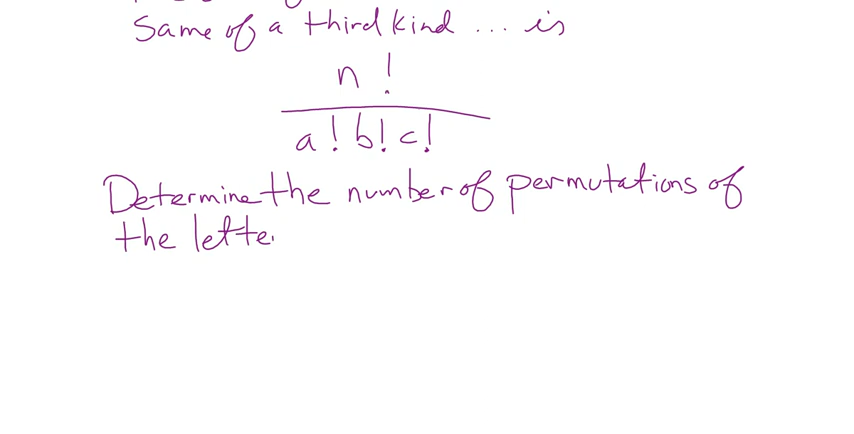 Same of a third kind ... is
n!
a! b! c!
Determine the number of permutations of
the lette